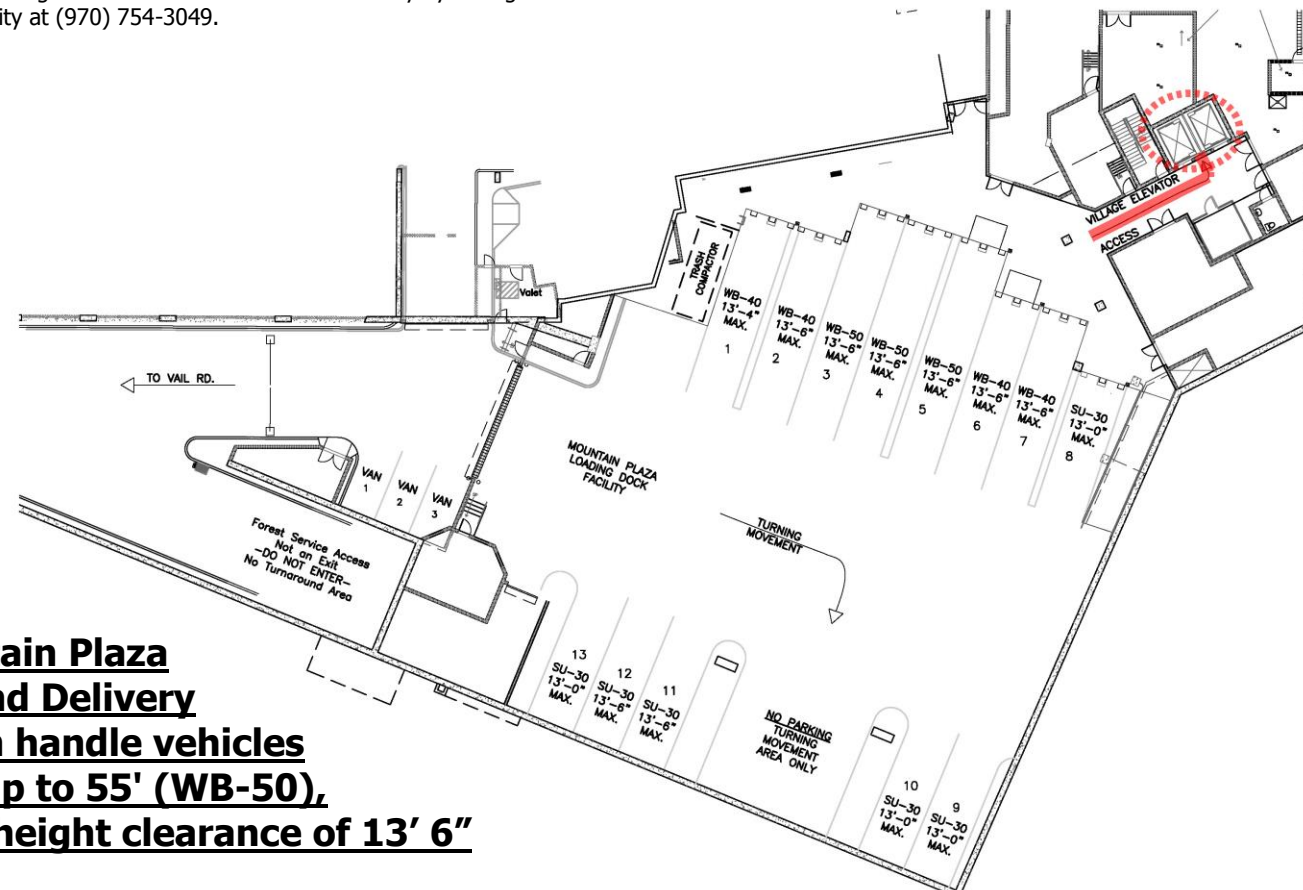 ity at (970) 754-3049.
VILLAGE ELEVATOR
ACCESS
TRASH
COMPACTOR
Valet
TO VAIL RD.
WB-40
13'-4"
MAX.
1
WB-40
13'-6"
MAX.
2
WB-50
13'-6"
MAX.
3
WB-50
13'-6"
MAX.
4
WB-50
13'-6"
MAX.
5
WB-40
13'-6"
MAX.
6
WB-40
13'-6"
MAX.
7
SU-30
13'-0"
MAX.
8
VAN
1
VAN
2
VAN
3
MOUNTAIN PLAZA
LOADING DOCK
FACILITY
TURNING
MOVEMENT
Forest Service Access
Not an Exit
-DO NOT ENTER-
No Turnaround Area
13
SU-30
13'-0"
MAX.
12
SU-30
13'-6"
MAX.
11
SU-30
13'-6"
MAX.
NO PARKING
TURNING
MOVEMENT
AREA ONLY
10
SU-30
13'-0"
MAX.
9
SU-30
13'-0"
MAX.
ain Plaza
nd Delivery
n handle vehicles
p to 55' (WB-50),
height clearance of 13' 6"